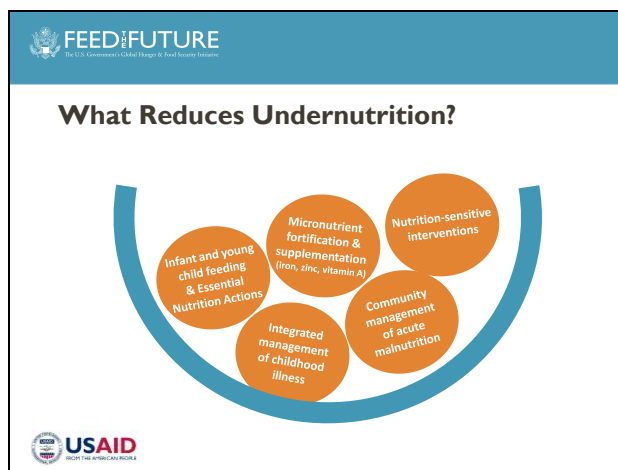 FEED THE FUTURE
The U.S. Government's Global Hunger & Food Security Initiative
What Reduces Undernutrition?
Infant and young
child feeding
& Essential
Nutrition Actions
Micronutrient
fortification &
supplementation
(iron, zinc, vitamin A)
Nutrition-sensitive
interventions
Integrated
management
of childhood
illness
Community
management
of acute
malnutrition
USAID
FROM THE AMERICAN PEOPLE